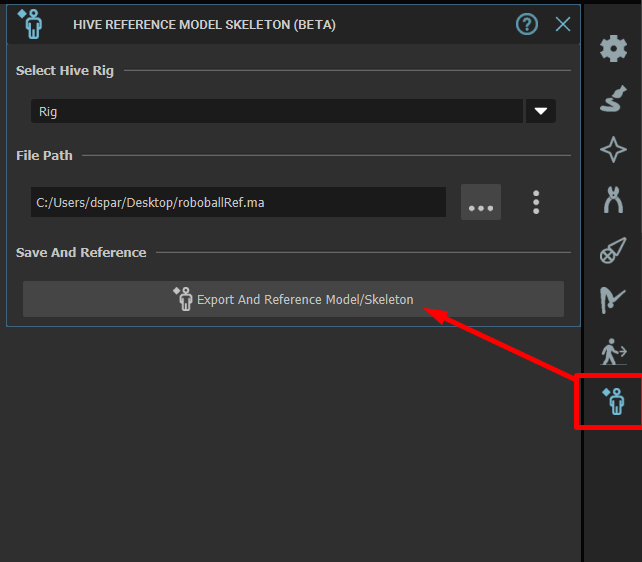 HIVE REFERENCE MODEL SKELETON (BETA)
Select Hive Rig
Rig
File Path
C:/Users/dspar/Desktop/roboballRef.ma
Save And Reference
Export And Reference Model/Skeleton